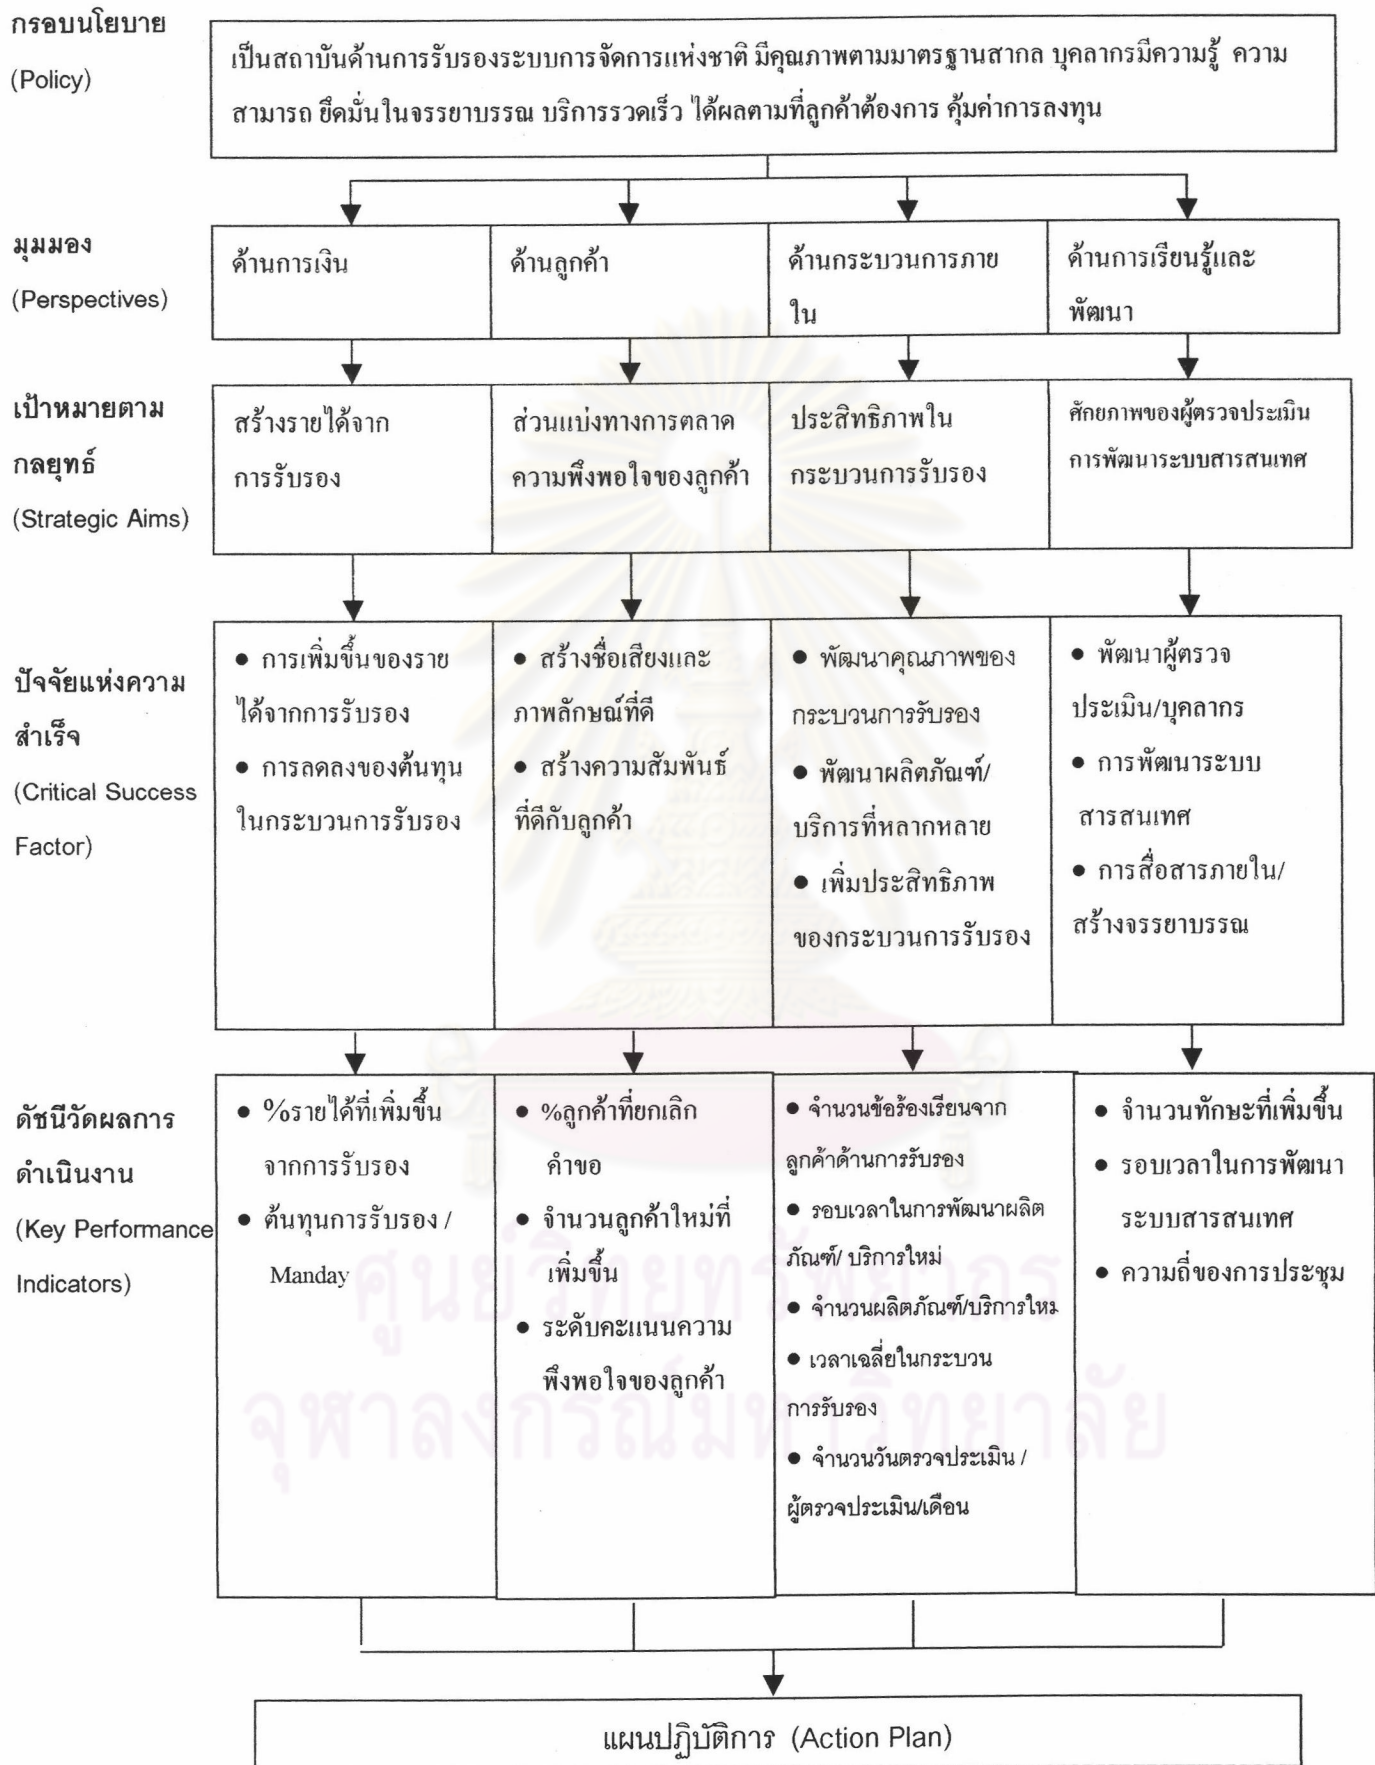 กรอบนโยบาย
(Policy)
เป็นสถาบันด้านการรับรองระบบการจัดการแห่งชาติ มีคุณภาพตามมาตรฐานสากล บุคลากรมีความรู้ ความ
สามารถ ยึดมั่นในจรรยาบรรณ บริการรวดเร็ว ได้ผลตามที่ลูกค้าต้องการ คุ้มค่าการลงทุน
มุมมอง
(Perspectives)
ด้านการเงิน
ด้านลูกค้า
ด้านกระบวนการภาย
ใน
ด้านการเรียนรู้และ
พัฒนา
เป้าหมายตาม
กลยุทธ์
(Strategic Aims)
สร้างรายได้จาก
การรับรอง
ส่วนแบ่งทางการตลาด
ความพึงพอใจของลูกค้า
ประสิทธิภาพใน
กระบวนการรับรอง
ศักยภาพของผู้ตรวจประเมิน
การพัฒนาระบบสารสนเทศ
ปัจจัยแห่งความ
สำเร็จ
(Critical Success
Factor)
● การเพิ่มขึ้นของราย
ได้จากการรับรอง
● การลดลงของต้นทุน
ในกระบวนการรับรอง
● สร้างชื่อเสียงและ
ภาพลักษณ์ที่ดี
● สร้างความสัมพันธ์
ที่ดีกับลูกค้า
● พัฒนาคุณภาพของ
กระบวนการรับรอง
● พัฒนาผลิตภัณฑ์/
บริการที่หลากหลาย
● เพิ่มประสิทธิภาพ
ของกระบวนการรับรอง
● พัฒนาผู้ตรวจ
ประเมิน/บุคลากร
● การพัฒนาระบบ
สารสนเทศ
● การสื่อสารภายใน/
สร้างจรรยาบรรณ
ดัชนีวัดผลการ
ดำเนินงาน
(Key Performance
Indicators)
● %รายได้ที่เพิ่มขึ้น
จากการรับรอง
● ต้นทุนการรับรอง /
Manday
● %ลูกค้าที่ยกเลิก
คำขอ
● จำนวนลูกค้าใหม่ที่
เพิ่มขึ้น
● ระดับคะแนนความ
พึงพอใจของลูกค้า
● จำนวนข้อร้องเรียนจาก
ลูกค้าด้านการรับรอง
● รอบเวลาในการพัฒนาผลิต
ภัณฑ์/ บริการใหม่
● จำนวนผลิตภัณฑ์/บริการใหม่
● เวลาเฉลี่ยในกระบวน
การรับรอง
● จำนวนวันตรวจประเมิน /
ผู้ตรวจประเมิน/เดือน
● จำนวนทักษะที่เพิ่มขึ้น
● รอบเวลาในการพัฒนา
ระบบสารสนเทศ
● ความถี่ของการประชุม
ศูนย์วิทยทรัพยากร
จุฬาลงกรณ์มหาวิทยาลัย
แผนปฏิบัติการ (Action Plan)